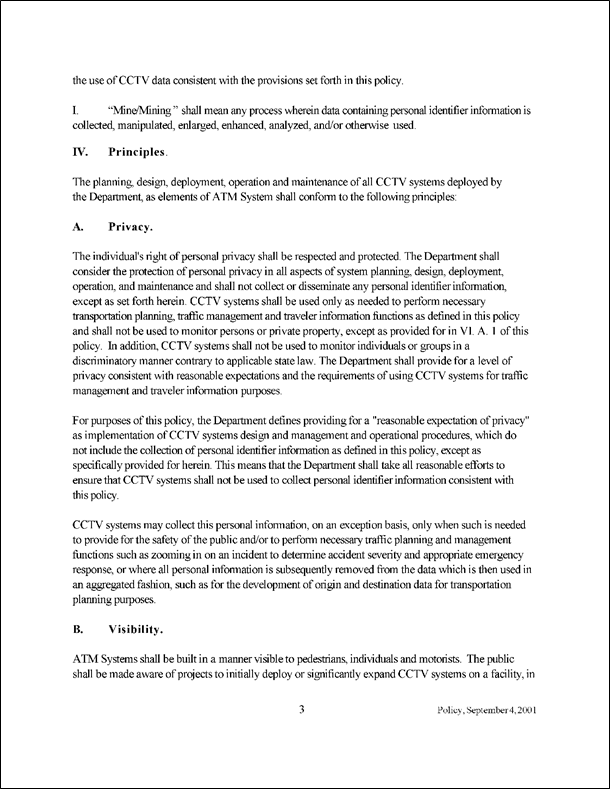 the use of CCTV data consistent with the provisions set forth in this policy.
I. “Mine/Mining ” shall mean any process wherein data containing personal identifier information is
collected, manipulated, enlarged, enhanced, analyzed, and/or otherwise used.
IV. Principles.
The planning, design, deployment, operation and maintenance of all CCTV systems deployed by
the Department, as elements of ATM System shall conform to the following principles:
A. Privacy.
The individual's right of personal privacy shall be respected and protected. The Department shall
consider the protection of personal privacy in all aspects of system planning, design, deployment,
operation, and maintenance and shall not collect or disseminate any personal identifier information,
except as set forth herein. CCTV systems shall be used only as needed to perform necessary
transportation planning, traffic management and traveler information functions as defined in this policy
and shall not be used to monitor persons or private property, except as provided for in VI. A. 1 of this
policy. In addition, CCTV systems shall not be used to monitor individuals or groups in a
discriminatory manner contrary to applicable state law. The Department shall provide for a level of
privacy consistent with reasonable expectations and the requirements of using CCTV systems for traffic
management and traveler information purposes.
For purposes of this policy, the Department defines providing for a "reasonable expectation of privacy"
as implementation of CCTV systems design and management and operational procedures, which do
not include the collection of personal identifier information as defined in this policy, except as
specifically provided for herein. This means that the Department shall take all reasonable efforts to
ensure that CCTV systems shall not be used to collect personal identifier information consistent with
this policy.
CCTV systems may collect this personal information, on an exception basis, only when such is needed
to provide for the safety of the public and/or to perform necessary traffic planning and management
functions such as zooming in on an incident to determine accident severity and appropriate emergency
response, or where all personal information is subsequently removed from the data which is then used in
an aggregated fashion, such as for the development of origin and destination data for transportation
planning purposes.
B. Visibility.
ATM Systems shall be built in a manner visible to pedestrians, individuals and motorists. The public
shall be made aware of projects to initially deploy or significantly expand CCTV systems on a facility, in
3 Policy, September 4, 2001